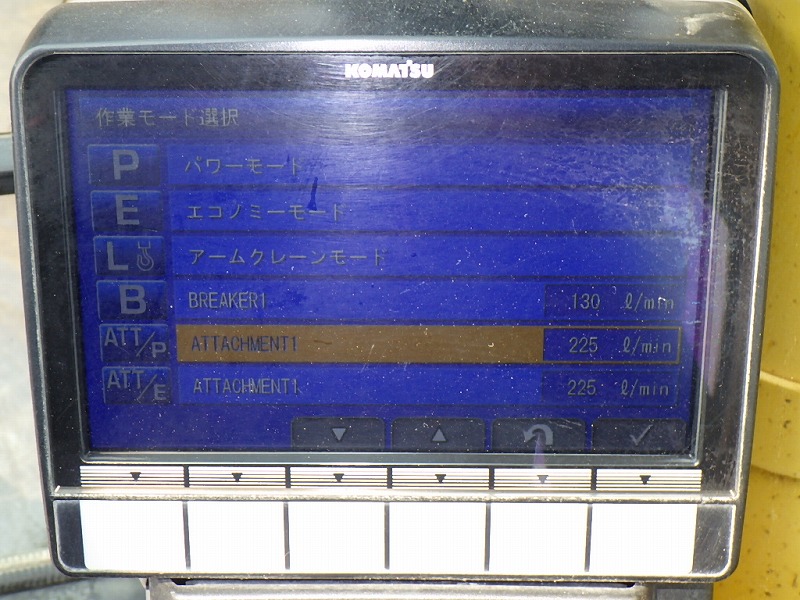 KOMATSU
作業モード選択
P パワーモード
E エコノミーモード
L アームクレーンモード
B BREAKER1 130 ℓ/min
ATT/P ATTACHMENT1 225 ℓ/min
ATT/E ATTACHMENT1 225 ℓ/min